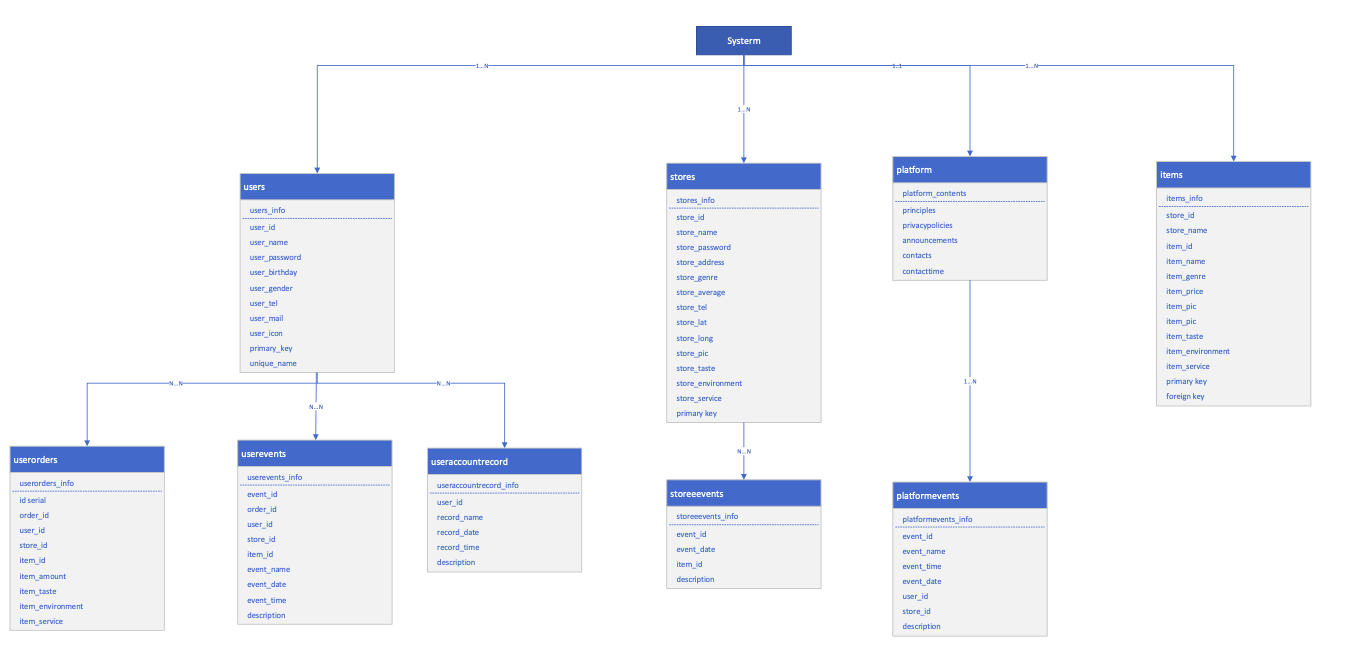 Systerm
1...N
1..1
1...N
1...N
users
users_info
user_id
user_name
user_password
user_birthday
user_gender
user_tel
user_mail
user_icon
primary_key
unique_name
stores
stores_info
store_id
store_name
store_password
store_address
store_genre
store_average
store_tel
store_lat
store_long
store_pic
store_taste
store_environment
store_service
primary key
platform
platform_contents
principles
privacypolicies
announcements
contacts
contacttime
items
items_info
store_id
store_name
item_id
item_name
item_genre
item_price
item_pic
item_pic
item_taste
item_environment
item_service
primary key
foreign key
N...N
N...N
N...N
N...N
1...N
userorders
userorders_info
id serial
order_id
user_id
store_id
item_id
item_amount
item_taste
item_environment
item_service
userevents
userevents_info
event_id
order_id
user_id
store_id
item_id
event_name
event_date
event_time
description
useraccountrecord
useraccountrecord_info
user_id
record_name
record_date
record_time
description
storeeevents
storeeevents_info
event_id
event_date
item_id
description
platformevents
platformevents_info
event_id
event_name
event_time
event_date
user_id
store_id
description